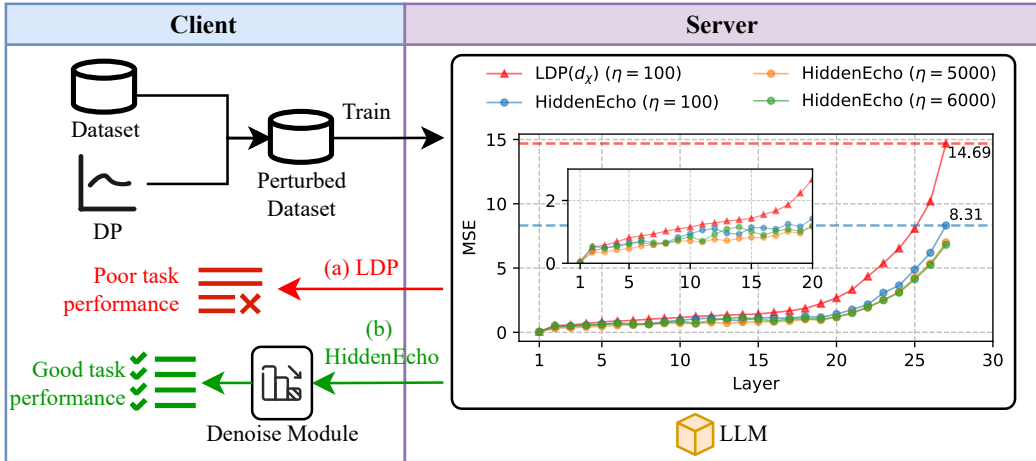 Client
Server
Dataset
DP
Perturbed
Dataset
Train
Poor task
performance
(a) LDP
(b)
HiddenEcho
Good task
performance
Denoise Module
LDP(dχ) (η = 100)
HiddenEcho (η = 100)
HiddenEcho (η = 5000)
HiddenEcho (η = 6000)
MSE
15
10
5
0
14.69
8.31
2
0
1
5
10
15
20
1
5
10
15
20
25
30
Layer
LLM